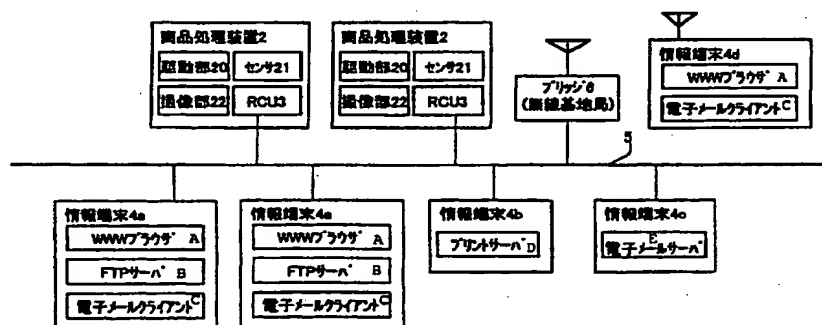 商品処理装置2
駆動部20 センサ21
撮像部22 RCU3
商品処理装置2
駆動部20 センサ21
撮像部22 RCU3
ブリッジ6
(無線基地局)
情報端末4d
WWWブラウザ A
電子メールクライアントC
5
情報端末4a
WWWブラウザ A
FTPサーバ B
電子メールクライアントC
情報端末4a
WWWブラウザ A
FTPサーバ B
電子メールクライアントC
情報端末4b
プリントサーバD
情報端末4c
E
電子メールサーバ